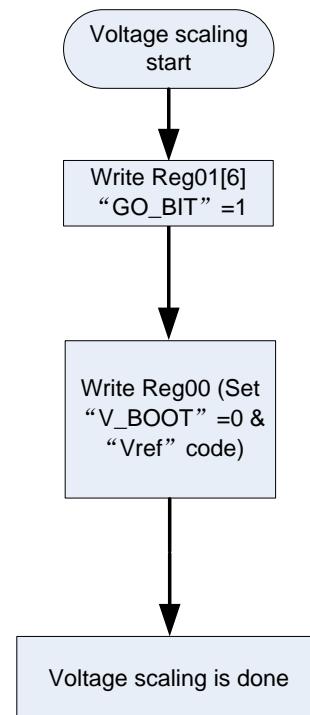 Voltage scaling
start
Write Reg01[6]
“GO_BIT” =1
Write Reg00 (Set
“V_BOOT” =0 &
“Vref” code)
Voltage scaling is done